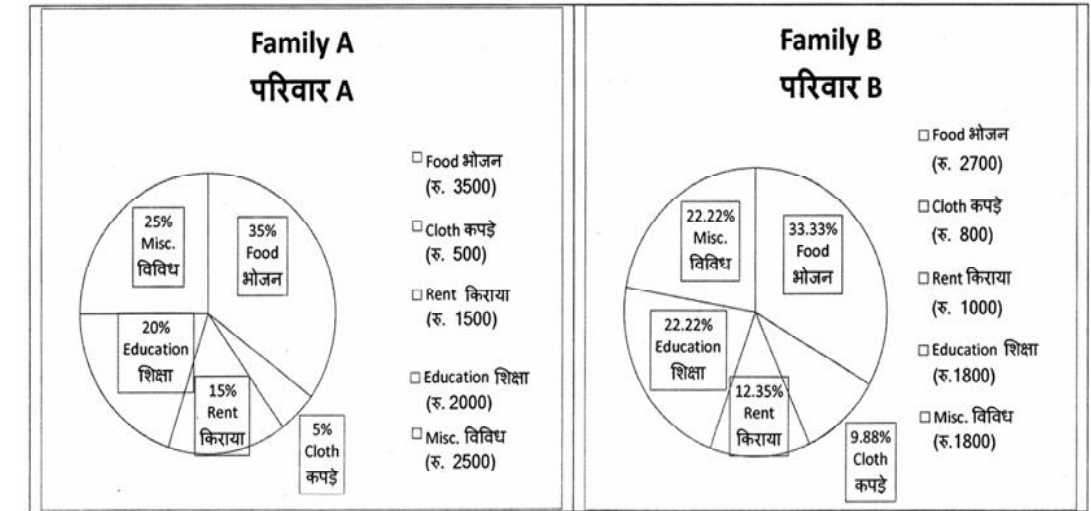 Family A
परिवार A
25%
Misc.
विविध
35%
Food
भोजन
20%
Education
शिक्षा
15%
Rent
किराया
5%
Cloth
कपड़े
Food भोजन
(रु. 3500)
Cloth कपड़े
(रु. 500)
Rent किराया
(रु. 1500)
Education शिक्षा
(रु. 2000)
Misc. विविध
(रु. 2500)
Family B
परिवार B
22.22%
Misc.
विविध
33.33%
Food
भोजन
22.22%
Education
शिक्षा
12.35%
Rent
किराया
9.88%
Cloth
कपड़े
Food भोजन
(रु. 2700)
Cloth कपड़े
(रु. 800)
Rent किराया
(रु. 1000)
Education शिक्षा
(रु.1800)
Misc. विविध
(रु.1800)